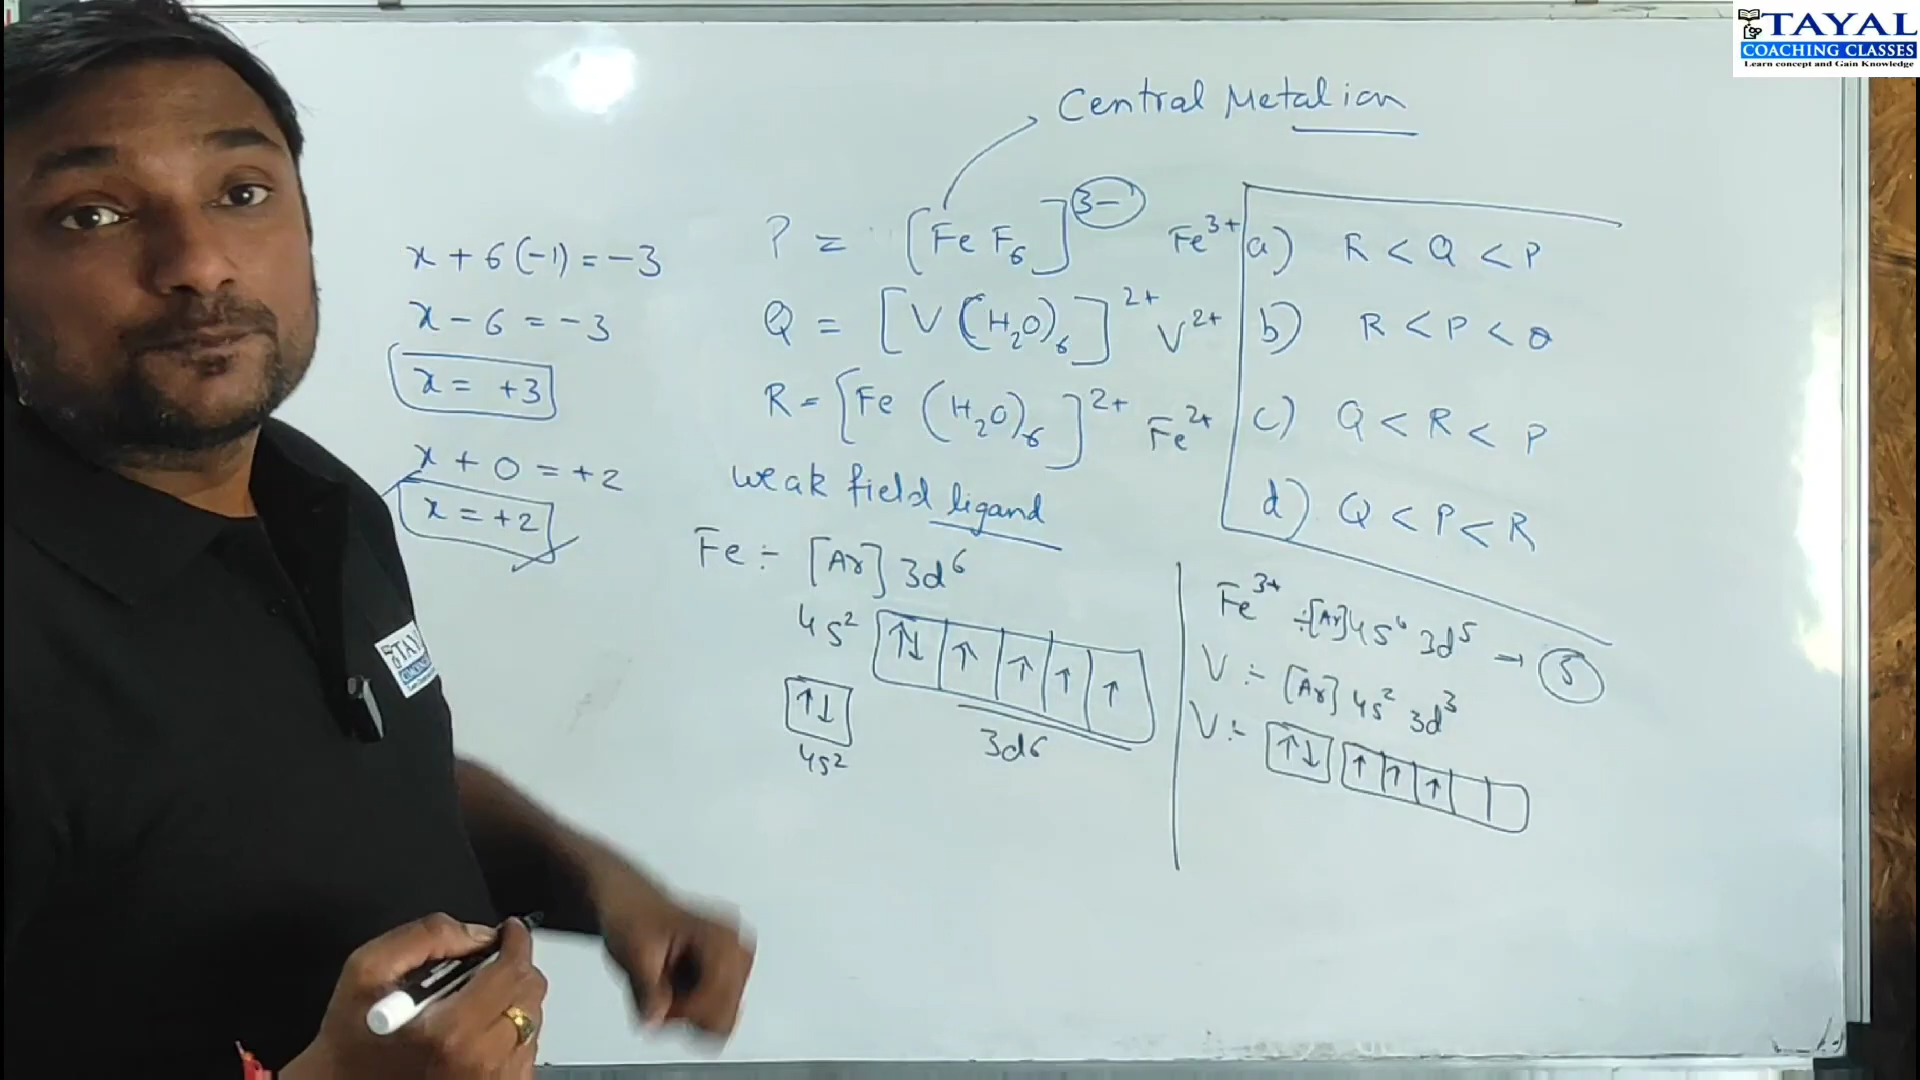 TAYAL
COACHING CLASSES
Learn concept and Gain Knowledge
Central Metal ion
x + 6(-1) = -3
x - 6 = -3
x = +3
x + 0 = +2
x = +2
P = [Fe F₆]³⁻ Fe³⁺
Q = [V (H₂O)₆]²⁺ V²⁺
R = [Fe (H₂O)₆]²⁺ Fe²⁺
a) R < Q < P
b) R < P < Q
c) Q < R < P
d) Q < P < R
weak field ligand
Fe :- [Ar] 3d⁶
4s²
↑↓ ↑ ↑ ↑ ↑
↑↓
4s²
3d⁶
Fe³⁺ :- [Ar] 4s⁰ 3d⁵ → 5
V :- [Ar] 4s² 3d³
V :- ↑↓ ↑ ↑ ↑
TAYAL